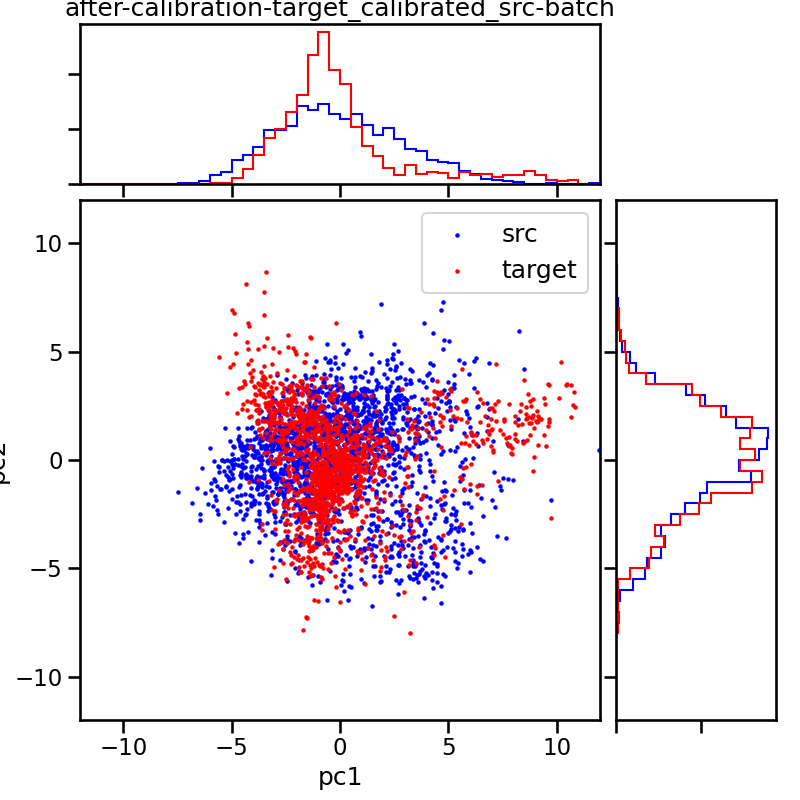 after-calibration-target_calibrated_src-batch
src
target
10
5
0
−5
−10
pc2
−10
−5
0
5
10
pc1